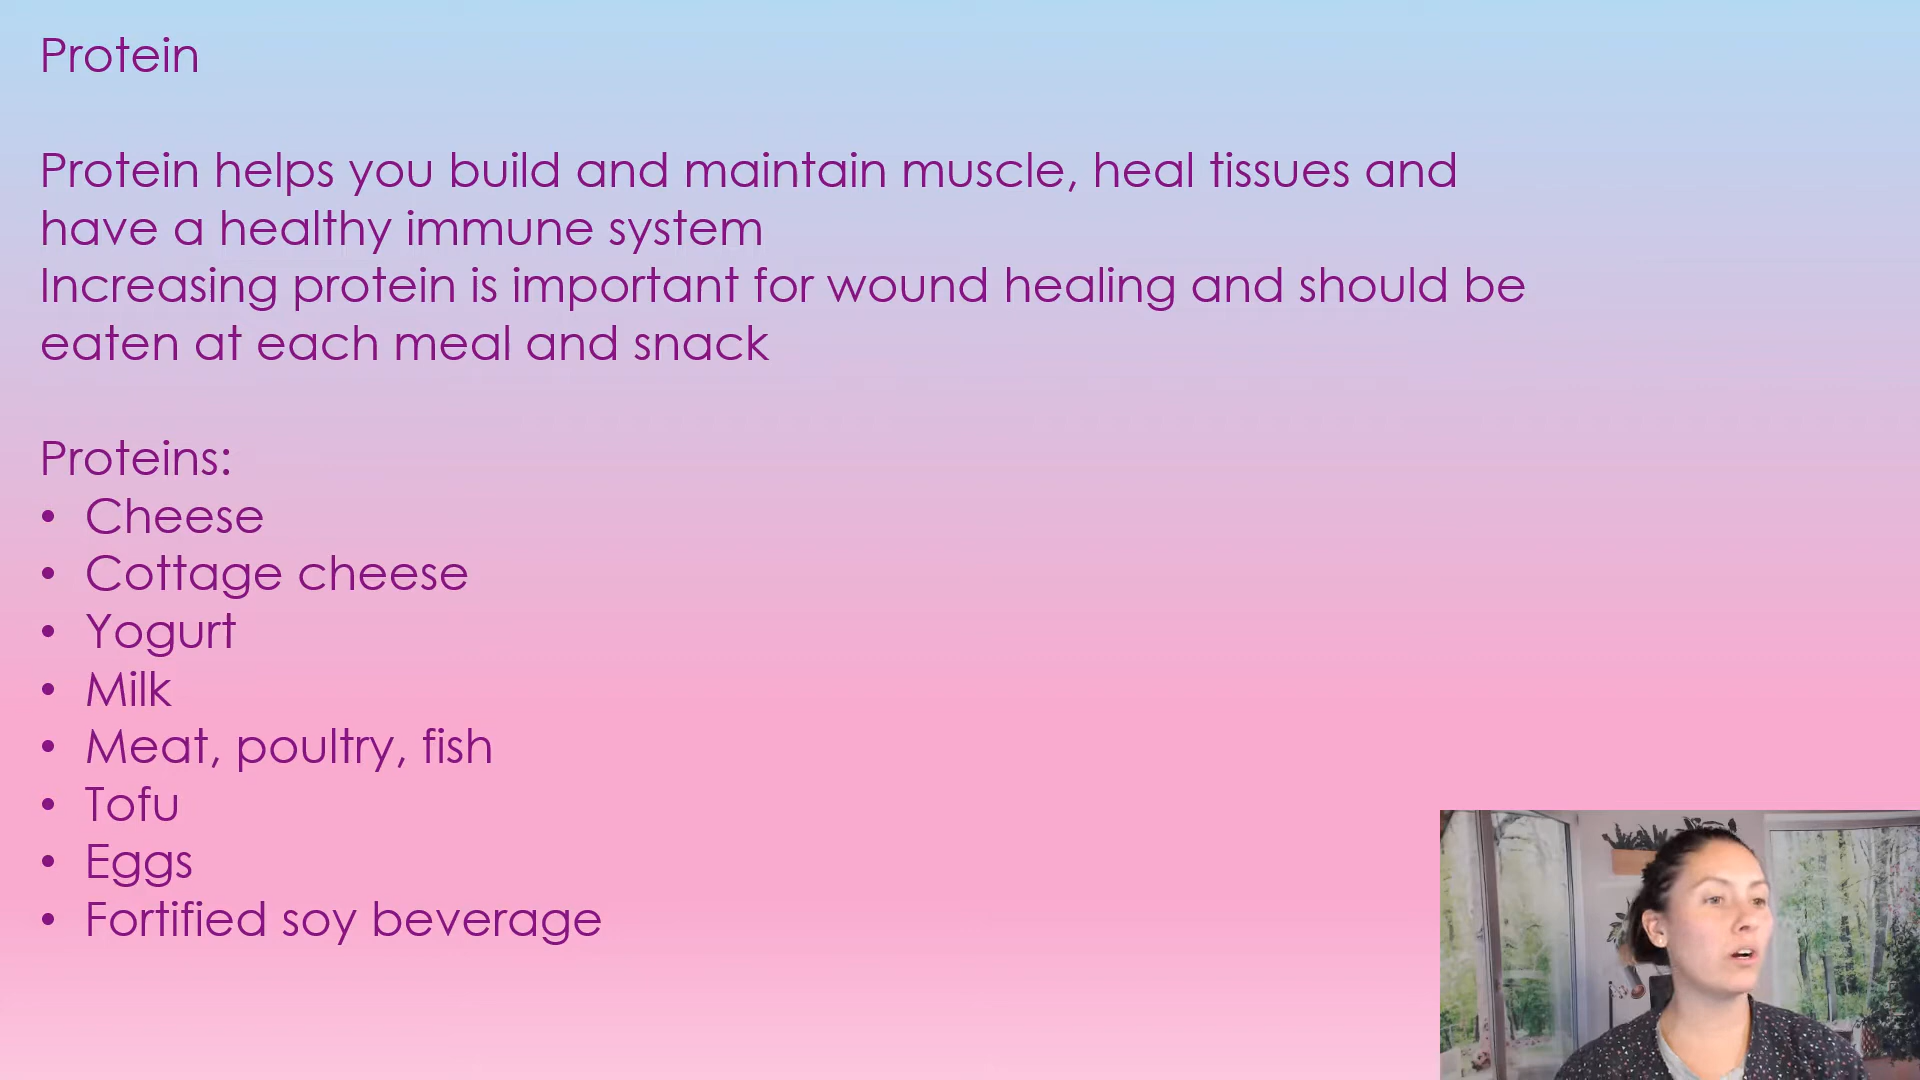 Protein
Protein helps you build and maintain muscle, heal tissues and
have a healthy immune system
Increasing protein is important for wound healing and should be
eaten at each meal and snack
Proteins:
• Cheese
• Cottage cheese
• Yogurt
• Milk
• Meat, poultry, fish
• Tofu
• Eggs
• Fortified soy beverage